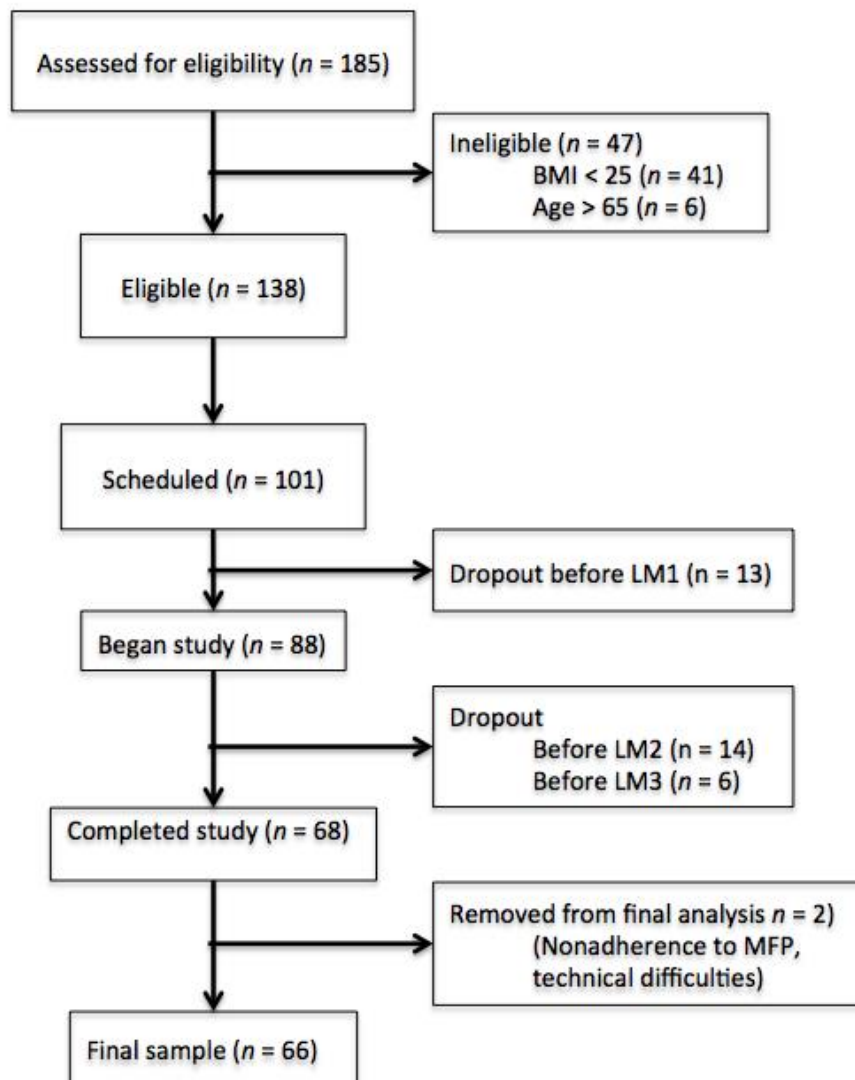 Assessed for eligibility (n = 185)
Ineligible (n = 47)
BMI < 25 (n = 41)
Age > 65 (n = 6)
Eligible (n = 138)
Scheduled (n = 101)
Dropout before LM1 (n = 13)
Began study (n = 88)
Dropout
Before LM2 (n = 14)
Before LM3 (n = 6)
Completed study (n = 68)
Removed from final analysis n = 2)
(Nonadherence to MFP,
technical difficulties)
Final sample (n = 66)